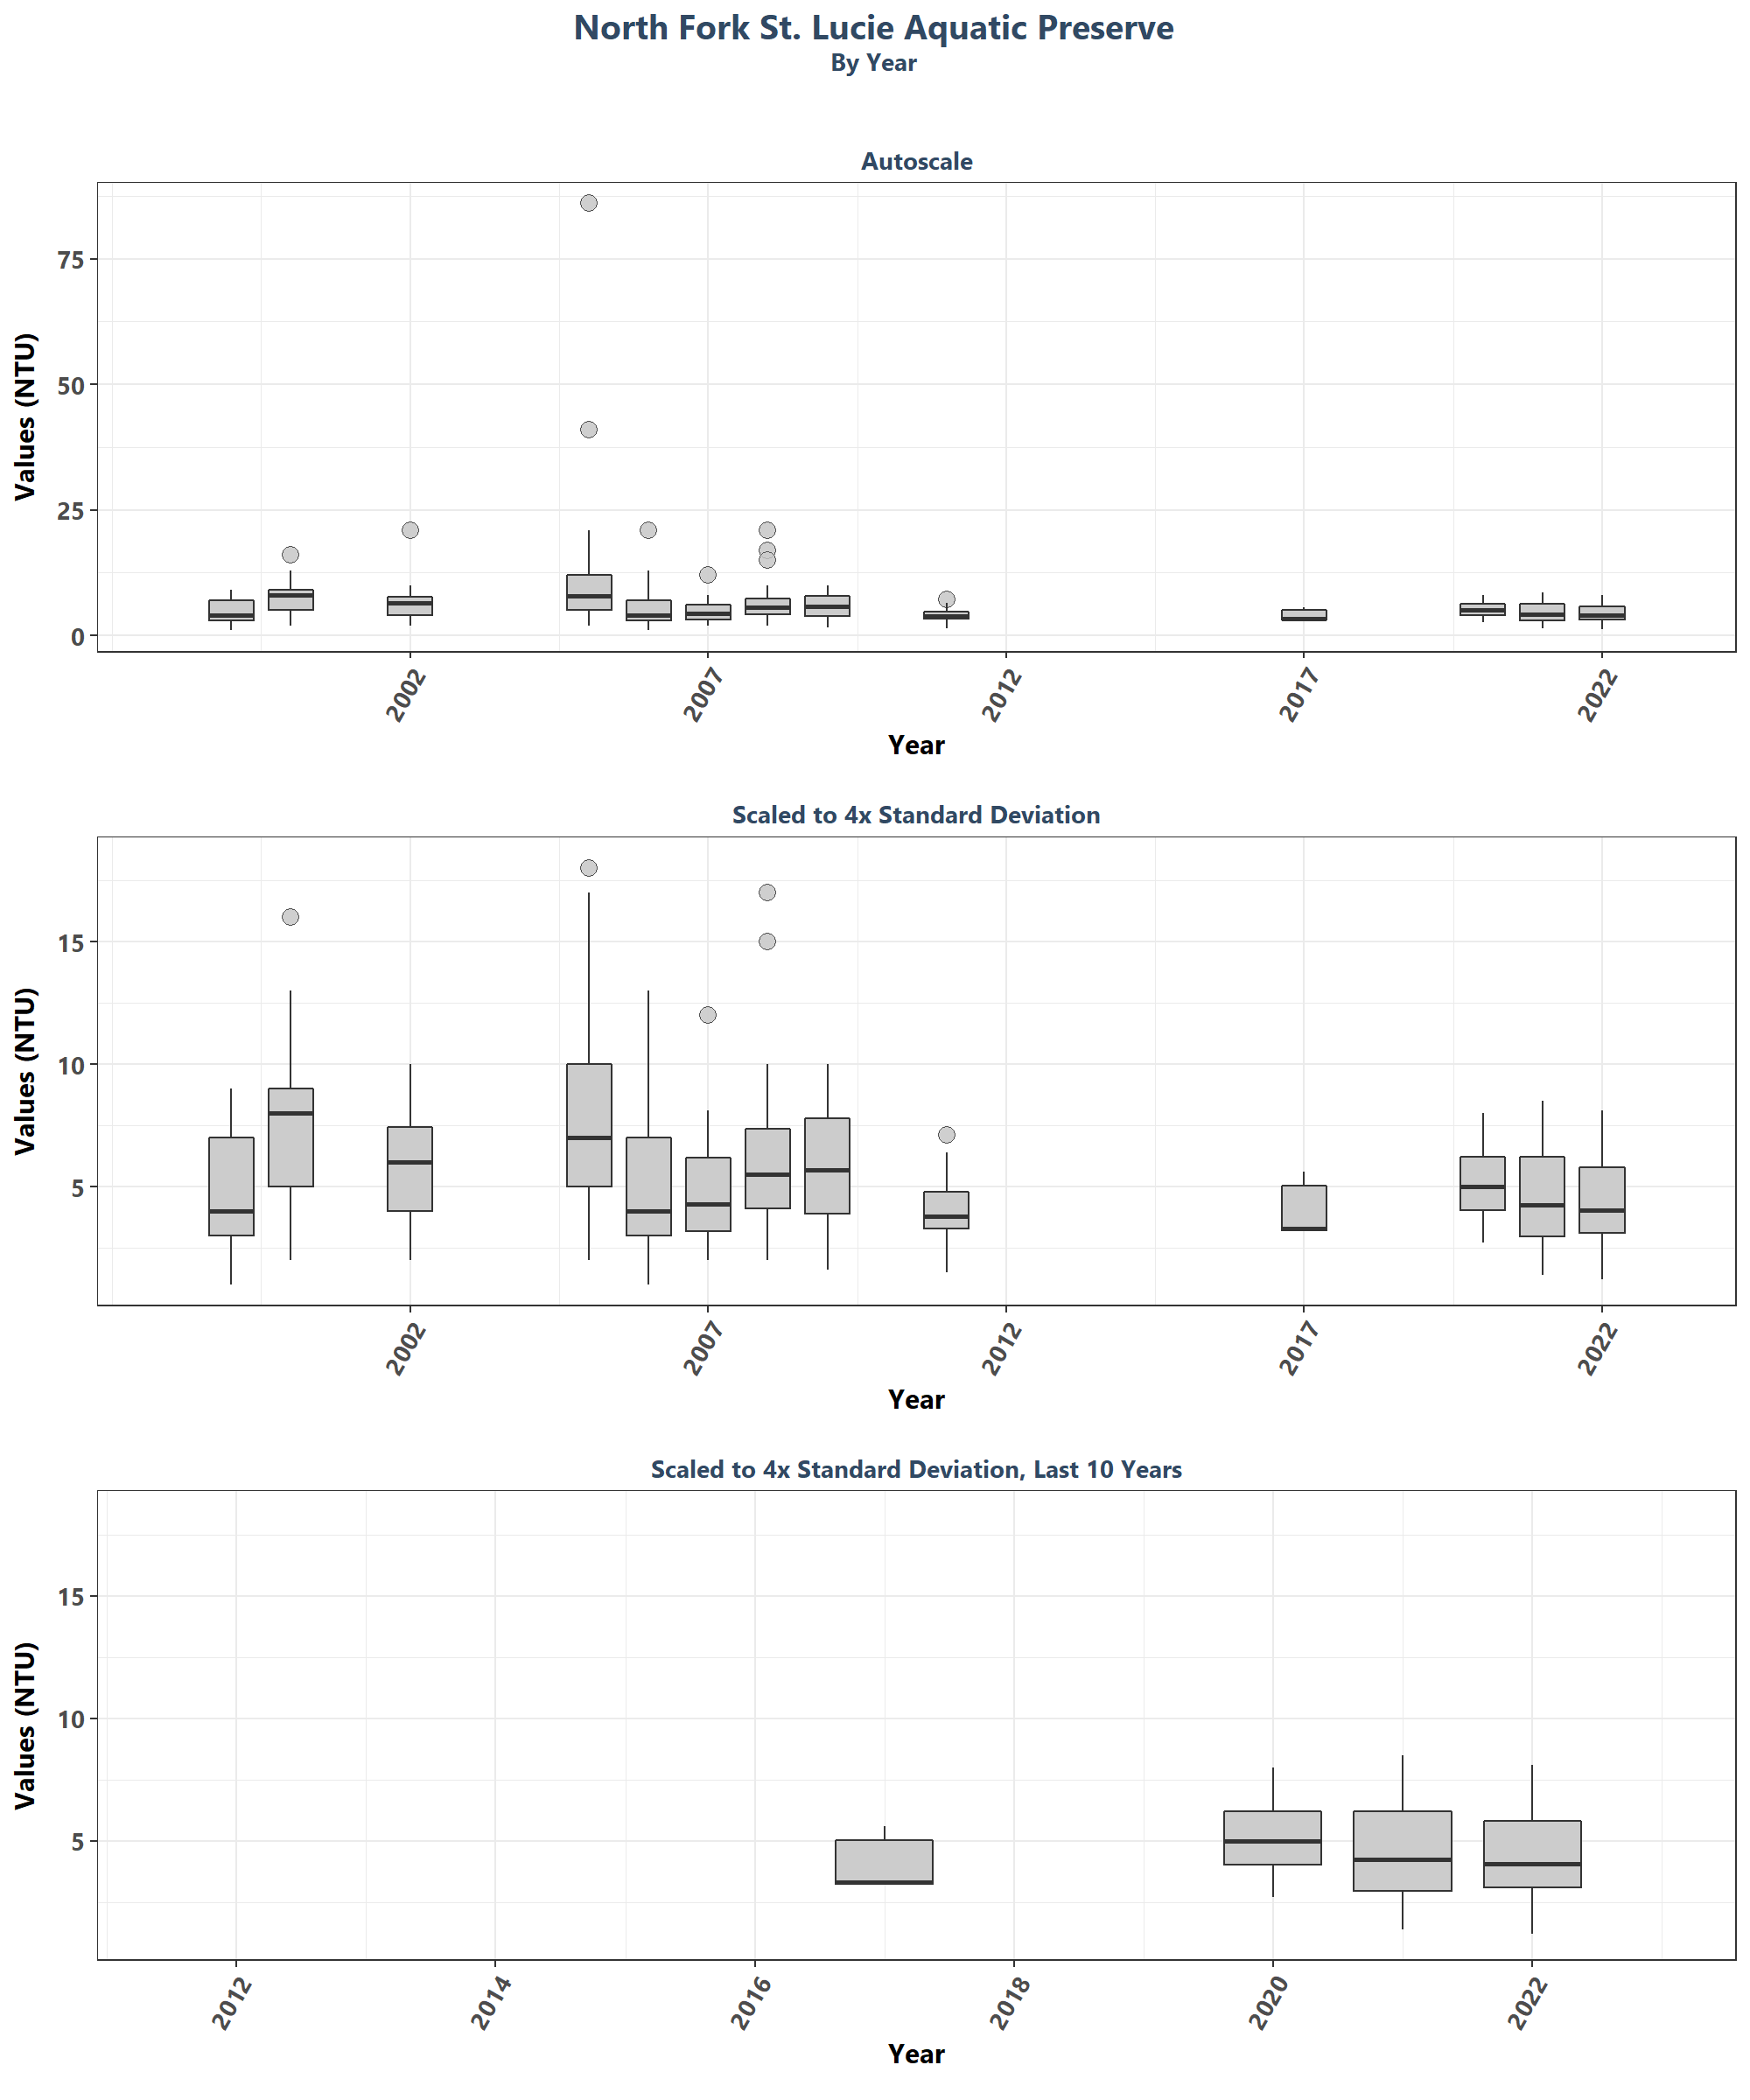 North Fork St. Lucie Aquatic Preserve
By Year
Autoscale
Values (NTU)
75
50
25
0
2002 2007 2012 2017 2022
Year
Scaled to 4x Standard Deviation
Values (NTU)
15
10
5
2002 2007 2012 2017 2022
Year
Scaled to 4x Standard Deviation, Last 10 Years
Values (NTU)
15
10
5
2012 2014 2016 2018 2020 2022
Year